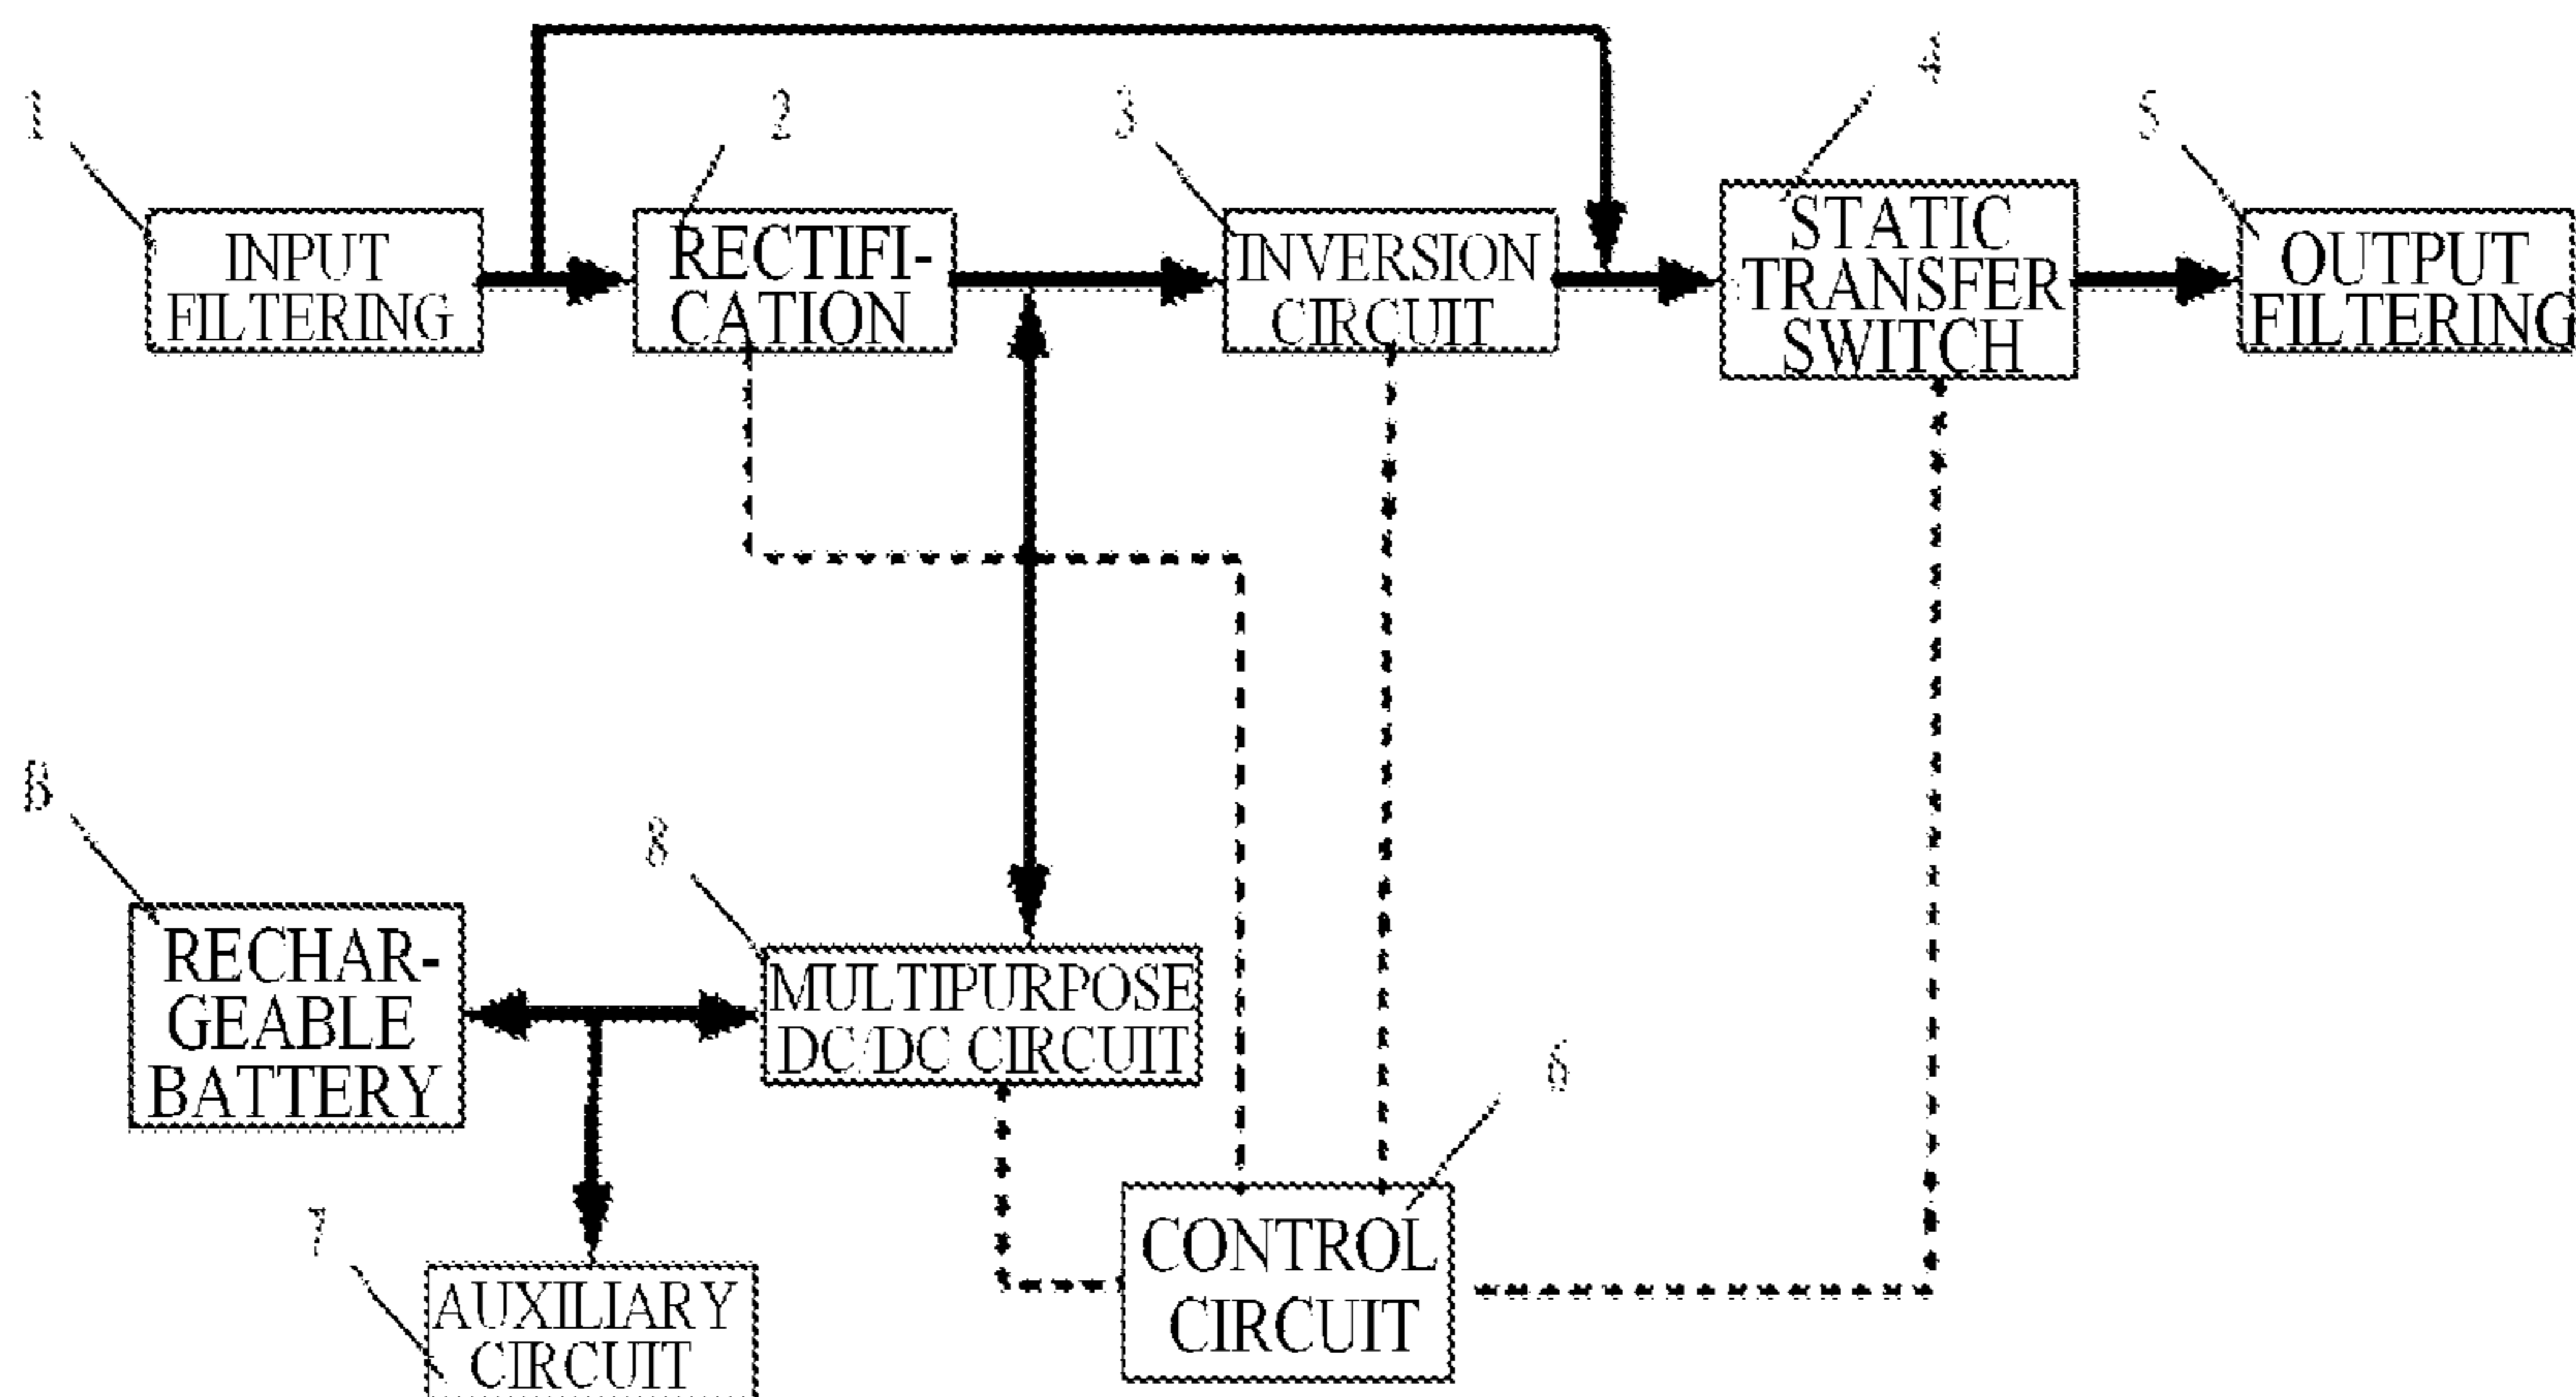 1
2
3
4
5
INPUT
FILTERING
RECTIFI-
CATION
INVERSION
CIRCUIT
STATIC
TRANSFER
SWITCH
OUTPUT
FILTERING
B
8
RECHAR-
GEABLE
BATTERY
MULTIPURPOSE
DC/DC CIRCUIT
6
7
CONTROL
CIRCUIT
AUXILIARY
CIRCUIT